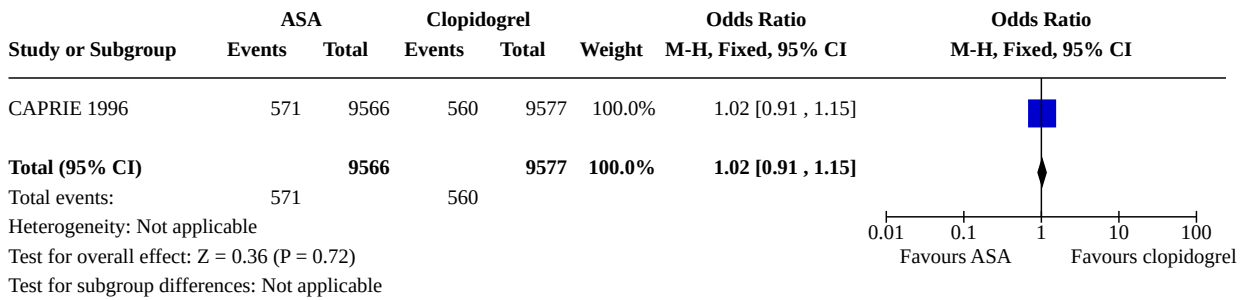 ASA Clopidogrel Odds Ratio Odds Ratio
Study or Subgroup Events Total Events Total Weight M-H, Fixed, 95% CI M-H, Fixed, 95% CI
CAPRIE 1996 571 9566 560 9577 100.0% 1.02 [0.91 , 1.15]
Total (95% CI) 9566 9577 100.0% 1.02 [0.91 , 1.15]
Total events: 571 560
Heterogeneity: Not applicable
0.01 0.1 1 10 100
Test for overall effect: Z = 0.36 (P = 0.72) Favours ASA Favours clopidogrel
Test for subgroup differences: Not applicable